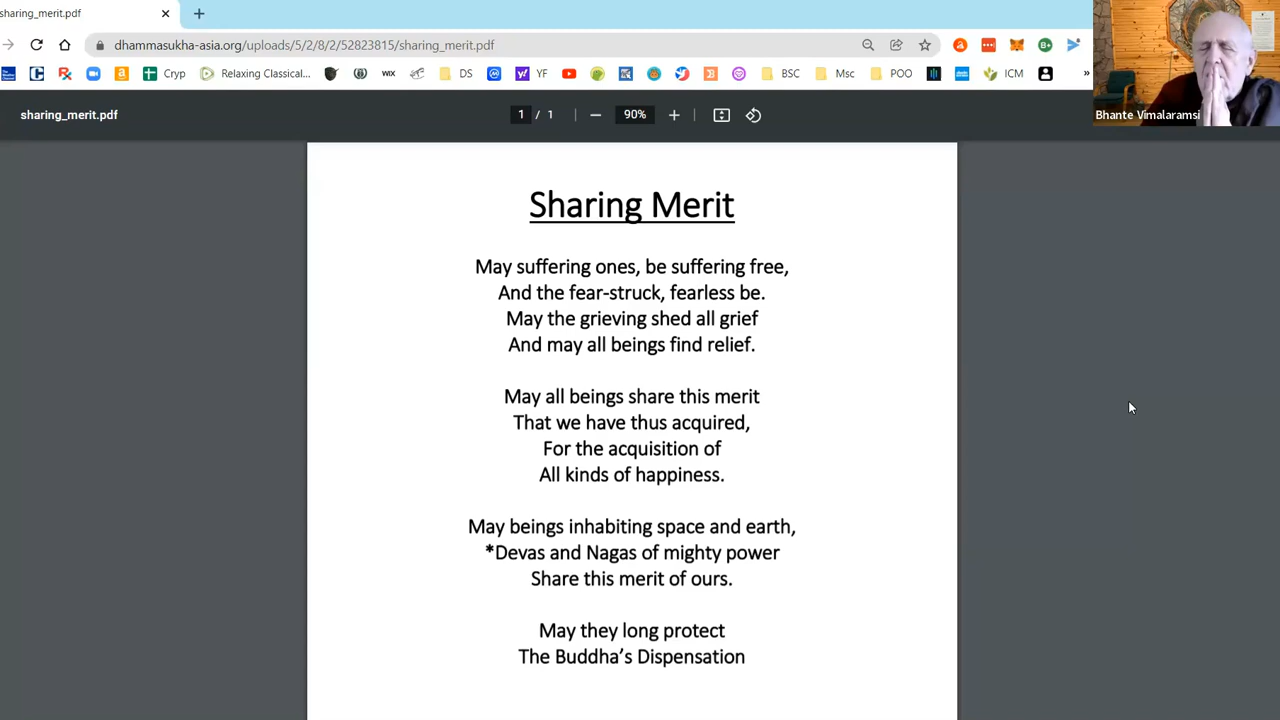 sharing_merit.pdf
dhammasukha-asia.org/uploads/5/2/8/2/52823815/sharing_merit.pdf
Cryp
Relaxing Classical...
WIX
DS
YF
BSC
Msc
POO
ICM
»
sharing_merit.pdf
1 / 1
90%
Bhante Vimalaramsi
Sharing Merit
May suffering ones, be suffering free,
And the fear-struck, fearless be.
May the grieving shed all grief
And may all beings find relief.
May all beings share this merit
That we have thus acquired,
For the acquisition of
All kinds of happiness.
May beings inhabiting space and earth,
*Devas and Nagas of mighty power
Share this merit of ours.
May they long protect
The Buddha’s Dispensation